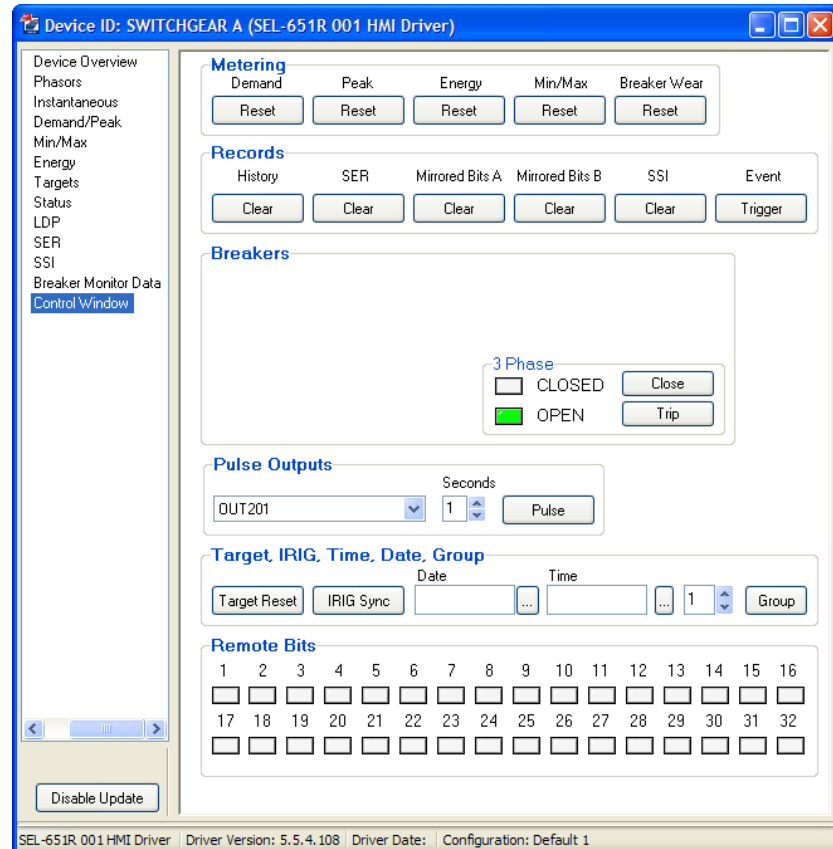 Device ID: SWITCHGEAR A (SEL-651R 001 HMI Driver)
Device Overview
Phasors
Instantaneous
Demand/Peak
Min/Max
Energy
Targets
Status
LDP
SER
SSI
Breaker Monitor Data
Control Window
Disable Update
Metering
Demand Peak Energy Min/Max Breaker Wear
Reset Reset Reset Reset Reset
Records
History SER Mirrored Bits A Mirrored Bits B SSI Event
Clear Clear Clear Clear Clear Trigger
Breakers
3 Phase
CLOSED Close
OPEN Trip
Pulse Outputs
Seconds
OUT201 1 Pulse
Target, IRIG, Time, Date, Group
Date Time
Target Reset IRIG Sync ... ... 1 Group
Remote Bits
1 2 3 4 5 6 7 8 9 10 11 12 13 14 15 16
17 18 19 20 21 22 23 24 25 26 27 28 29 30 31 32
SEL-651R 001 HMI Driver Driver Version: 5.5.4.108 Driver Date: Configuration: Default 1